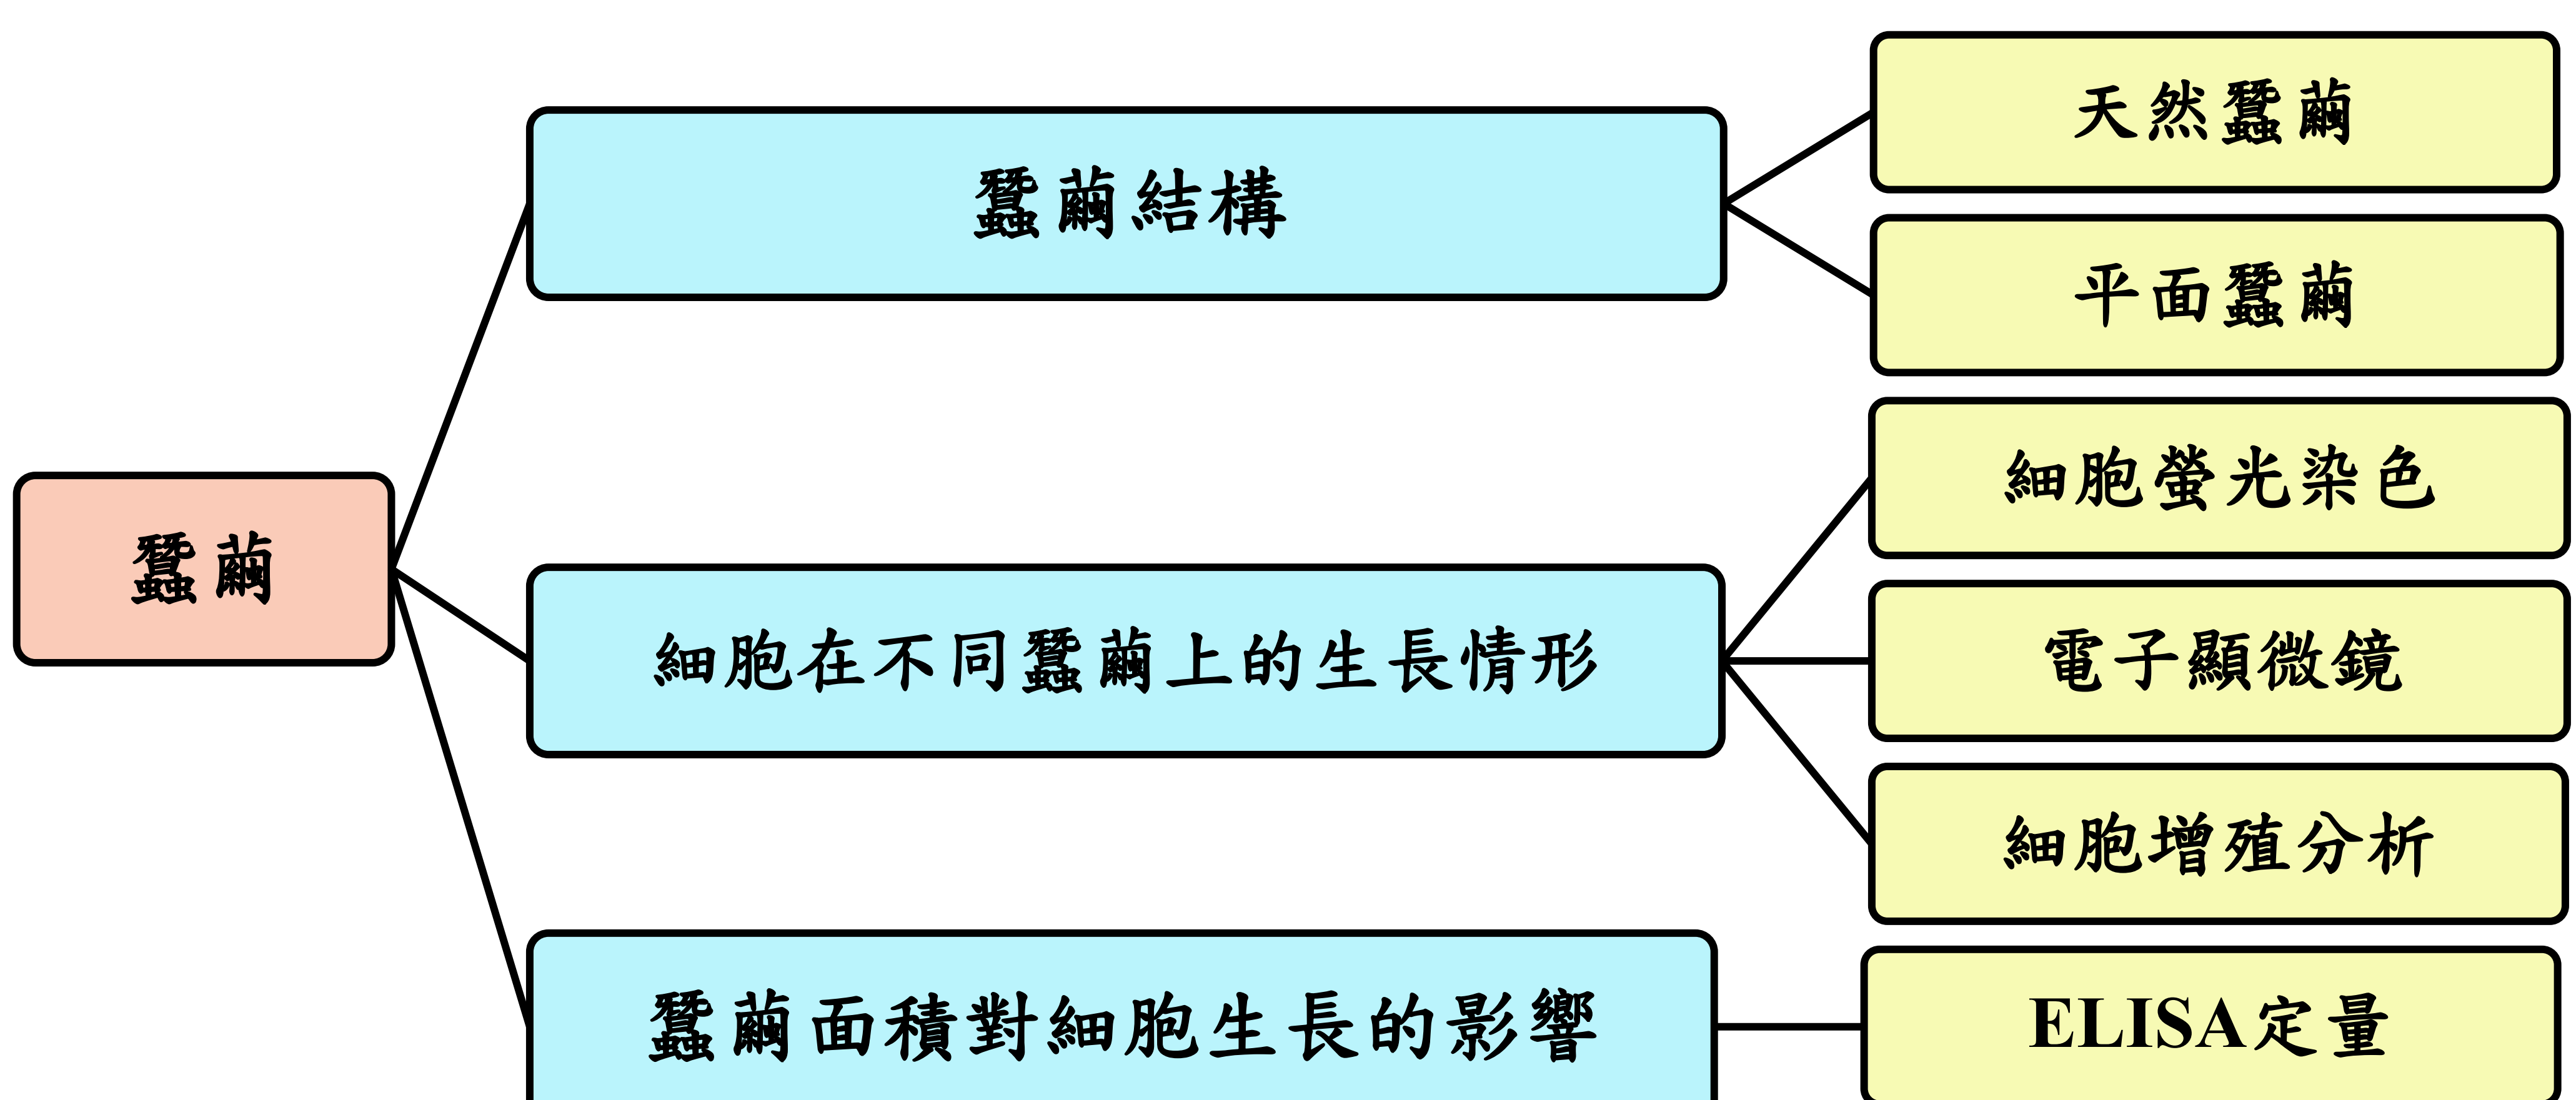 蠶繭
蠶繭結構
天然蠶繭
平面蠶繭
細胞在不同蠶繭上的生長情形
細胞螢光染色
電子顯微鏡
細胞增殖分析
蠶繭面積對細胞生長的影響
ELISA定量